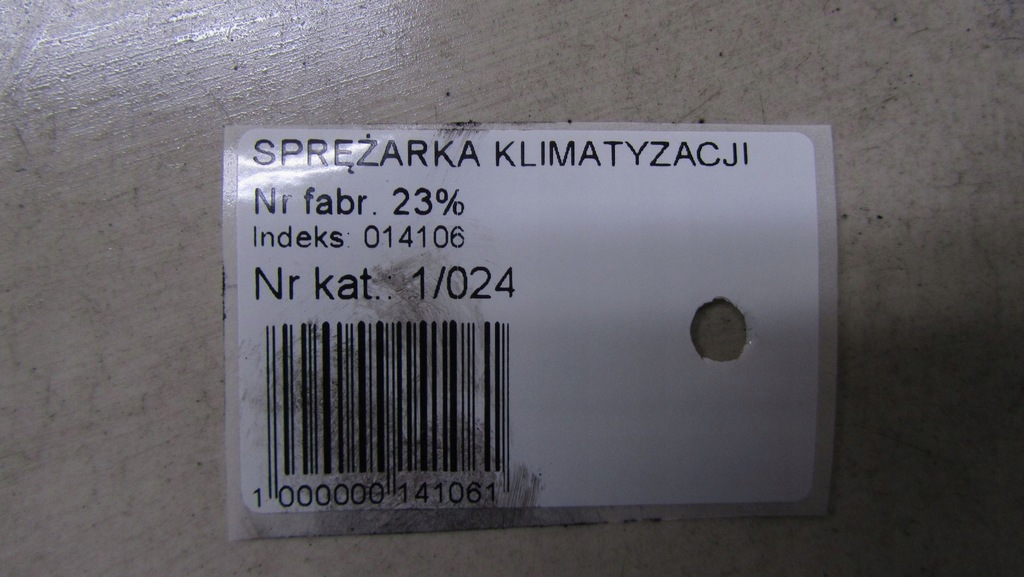 SPRĘŻARKA KLIMATYZACJI
Nr fabr. 23%
Indeks: 014106
Nr kat.: 1/024
1 000000 141061